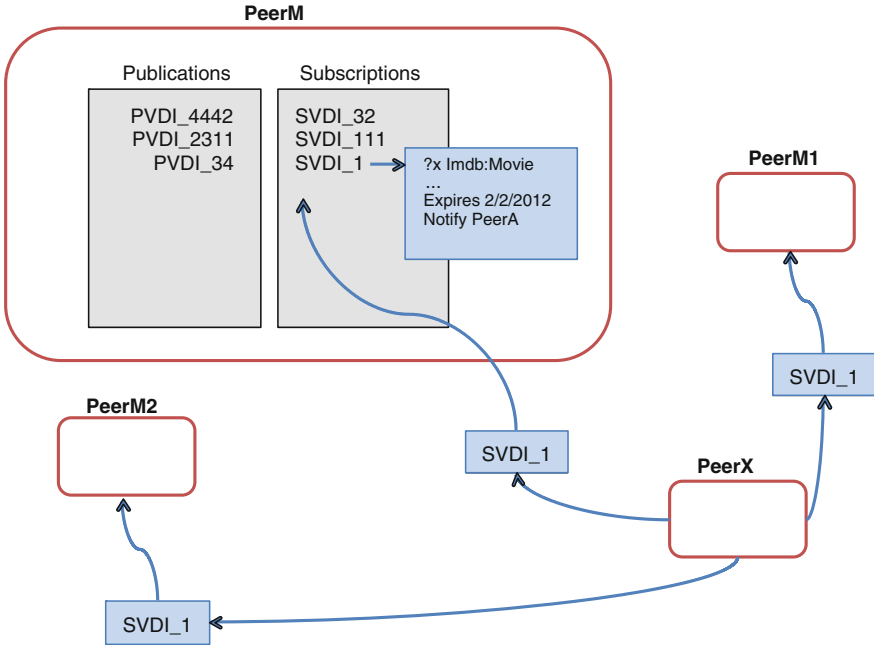 PeerM
Publications
PVDI_4442
PVDI_2311
PVDI_34
Subscriptions
SVDI_32
SVDI_111
SVDI_1
?x Imdb:Movie
...
Expires 2/2/2012
Notify PeerA
PeerM1
SVDI_1
PeerM2
SVDI_1
PeerX
SVDI_1